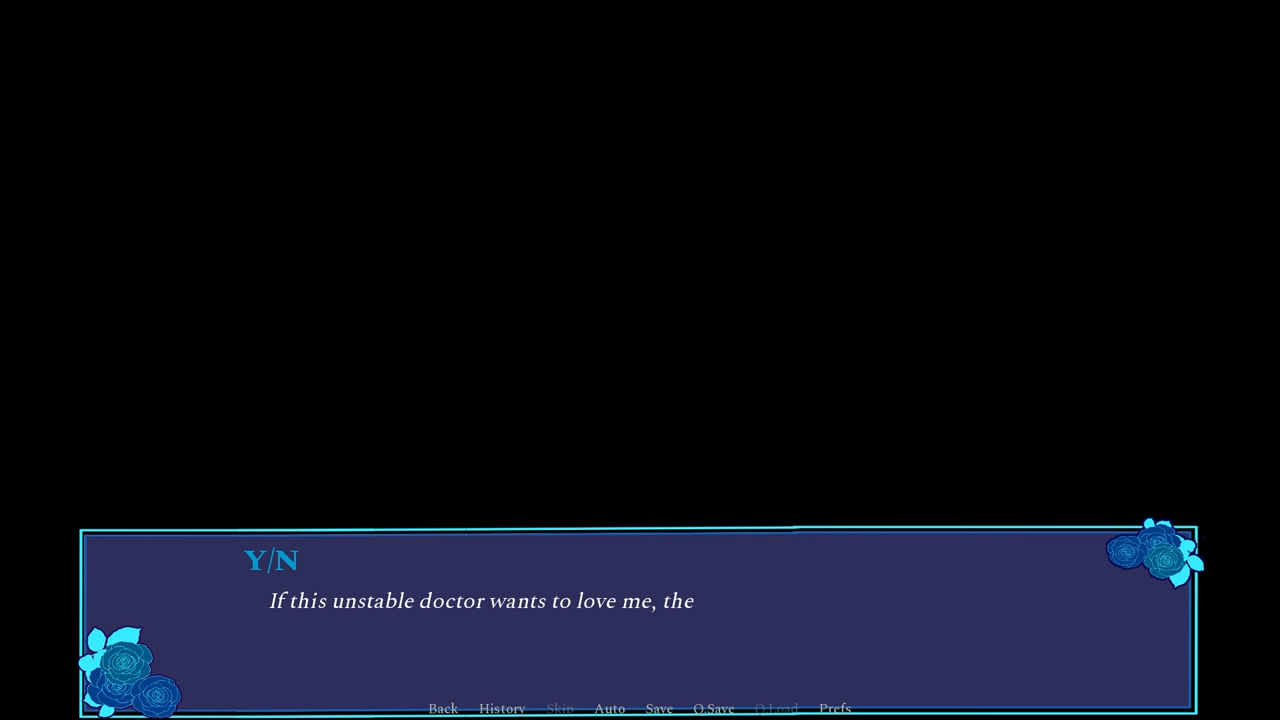 Y/N
If this unstable doctor wants to love me, the
Back History Skip Auto Save Q.Save Q.Load Prefs